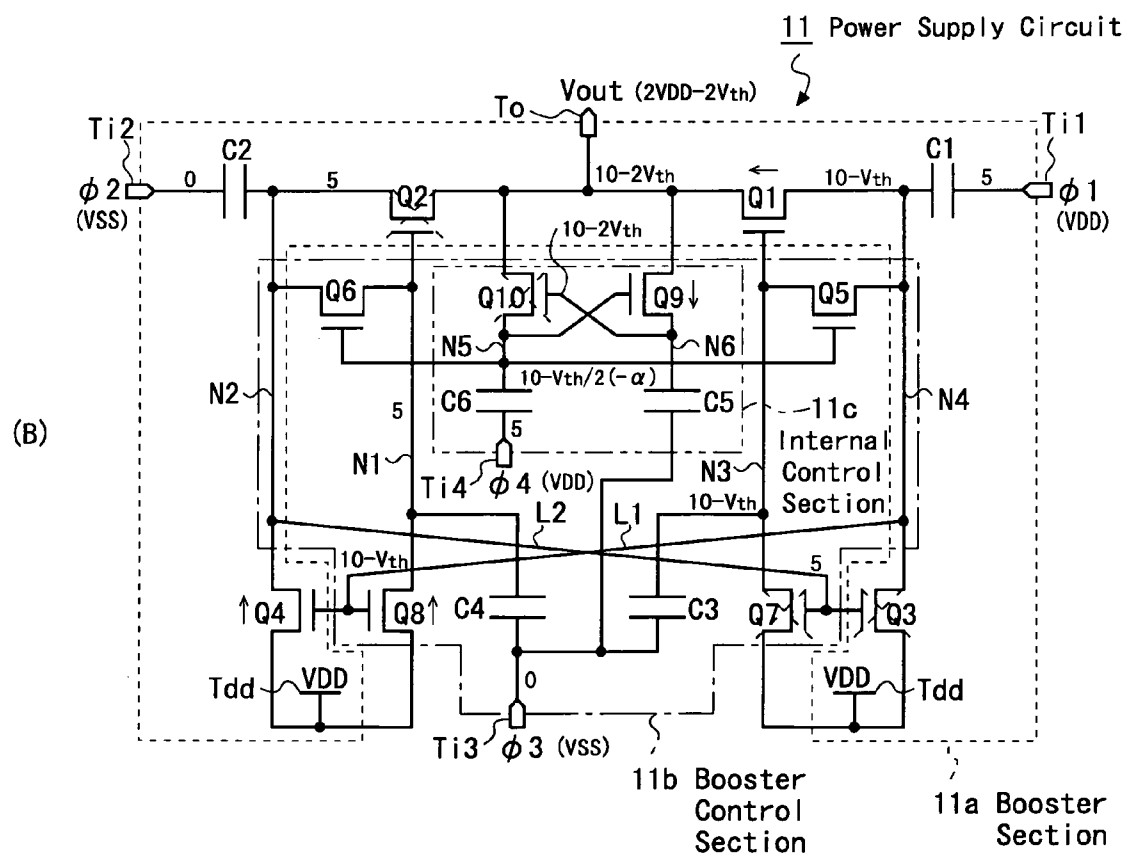 11 Power Supply Circuit
Vout (2VDD-2Vth)
To
Ti2
C2
C1
Ti1
0
5
Q2
10-2Vth
←
Q1
10-Vth
5
φ2
(VSS)
φ1
(VDD)
10-2Vth
Q6
Q10
Q9↓
Q5
N5
N6
N2
10-Vth/2(-α)
N4
C6
C5
11c
Internal
Control
Section
(B)
5
5
N1
Ti4
φ4 (VDD)
N3
L2
L1
10-Vth
10-Vth
5
↑Q4
Q8↑
C4
C3
Q7
Q3
Tdd
VDD
VDD
Tdd
0
Ti3
φ3 (VSS)
11b Booster
Control
Section
11a Booster
Section